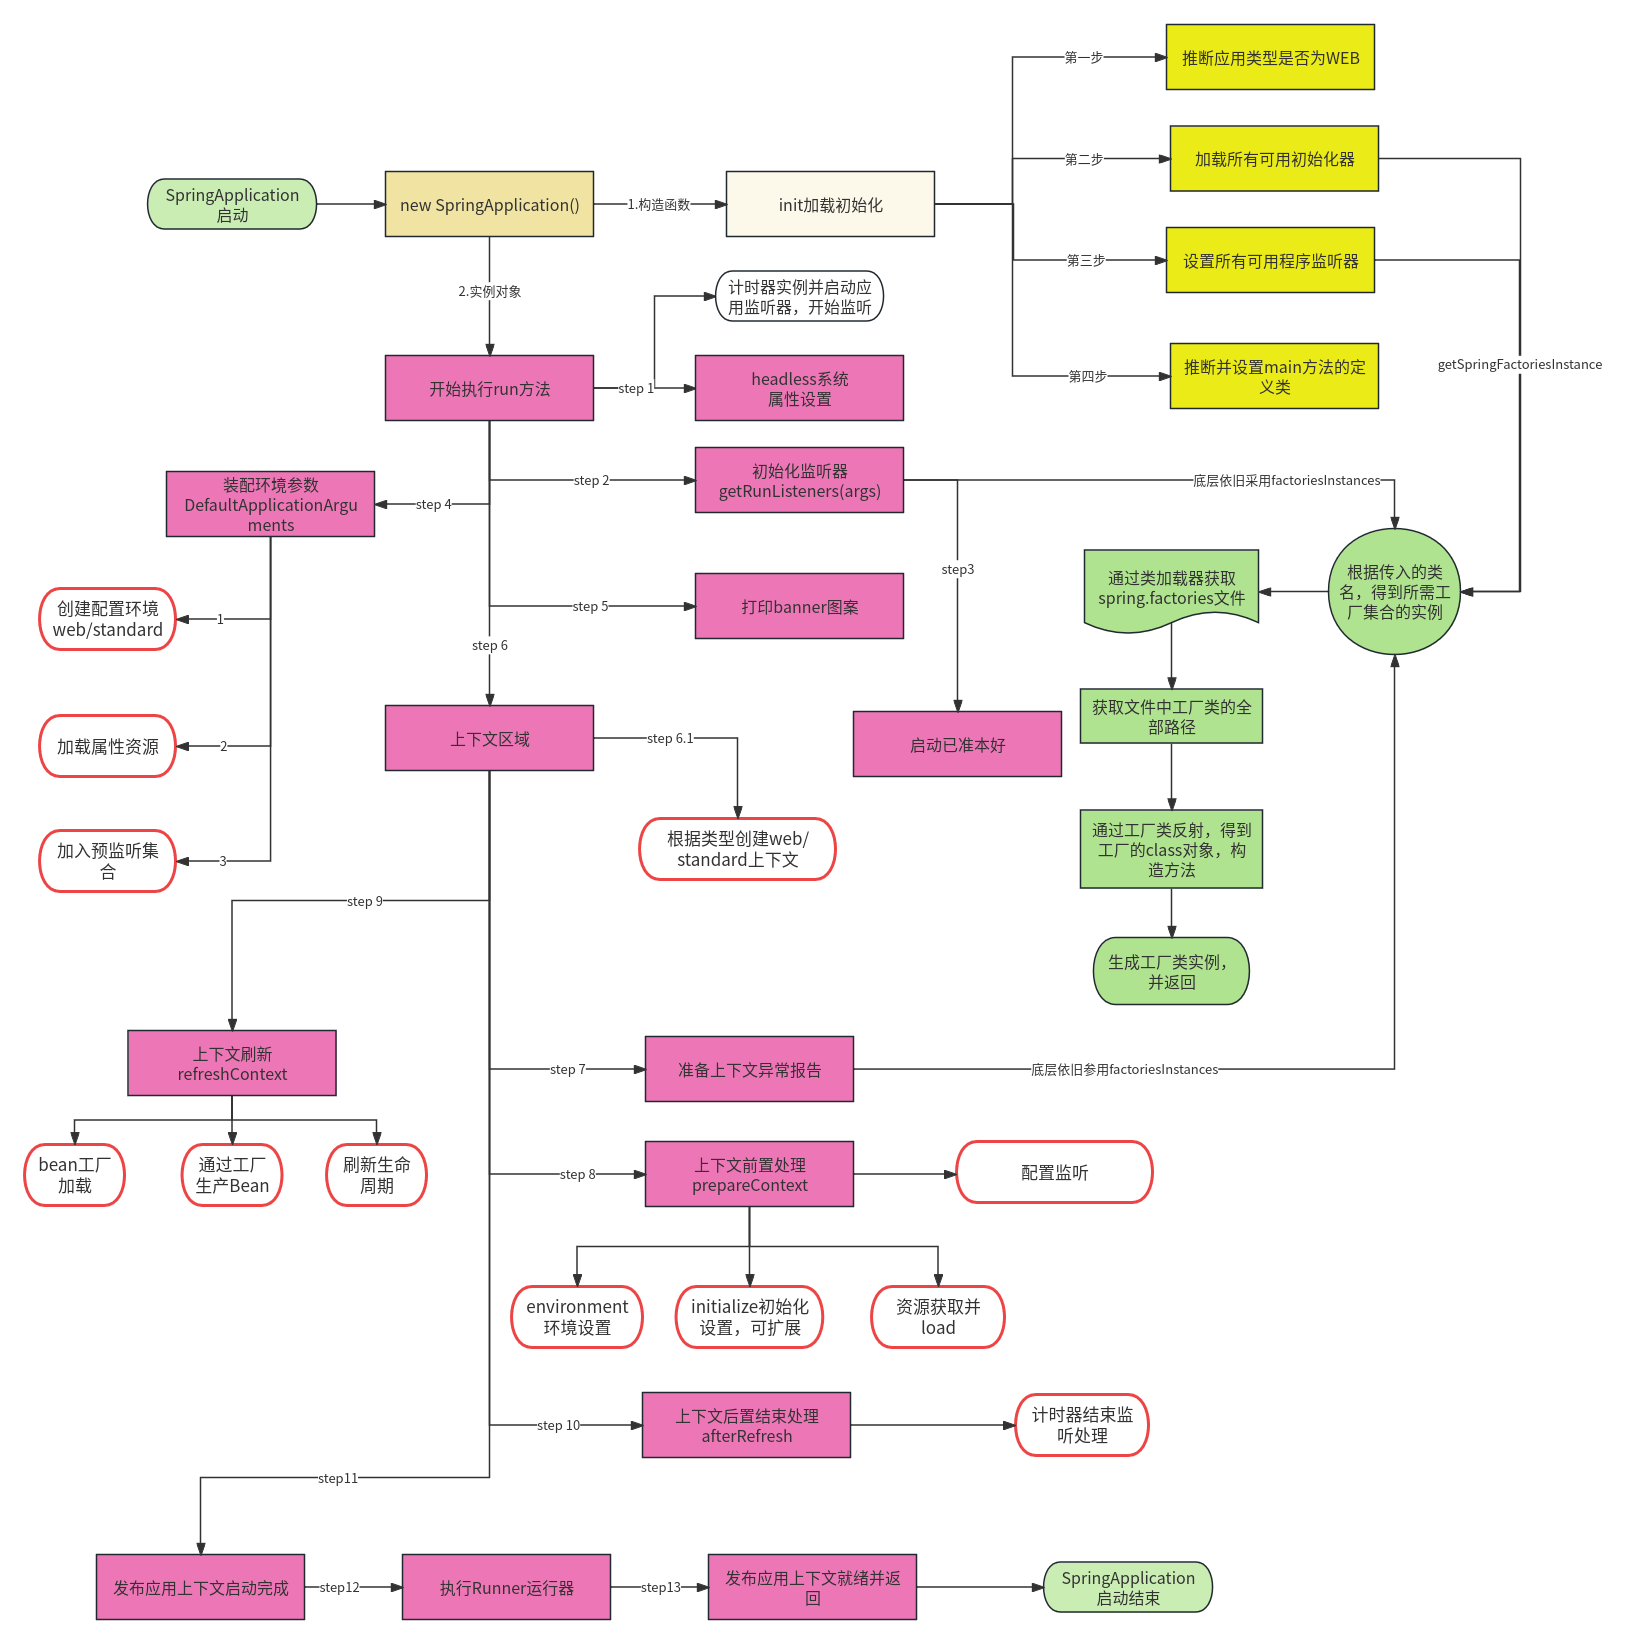 第一步
推断应用类型是否为WEB
第二步
加载所有可用初始化器
SpringApplication
启动
new SpringApplication()
1.构造函数
init加载初始化
第三步
设置所有可用程序监听器
2.实例对象
计时器实例并启动应
用监听器，开始监听
getSpringFactoriesInstance
第四步
推断并设置main方法的定
义类
开始执行run方法
step 1
headless系统
属性设置
step 2
初始化监听器
getRunListeners(args)
底层依旧采用factoriesInstances
装配环境参数
DefaultApplicationArgu
ments
step 4
step3
通过类加载器获取
spring.factories文件
根据传入的类
名，得到所需工
厂集合的实例
创建配置环境
web/standard
1
step 5
打印banner图案
step 6
获取文件中工厂类的全
部路径
加载属性资源
2
上下文区域
step 6.1
启动已准本好
加入预监听集
合
3
根据类型创建web/
standard上下文
通过工厂类反射，得到
工厂的class对象，构
造方法
step 9
生成工厂类实例，
并返回
上下文刷新
refreshContext
step 7
准备上下文异常报告
底层依旧参用factoriesInstances
bean工厂
加载
通过工厂
生产Bean
刷新生命
周期
step 8
上下文前置处理
prepareContext
配置监听
environment
环境设置
initialize初始化
设置，可扩展
资源获取并
load
step 10
上下文后置结束处理
afterRefresh
计时器结束监
听处理
step11
发布应用上下文启动完成
step12
执行Runner运行器
step13
发布应用上下文就绪并返
回
SpringApplication
启动结束